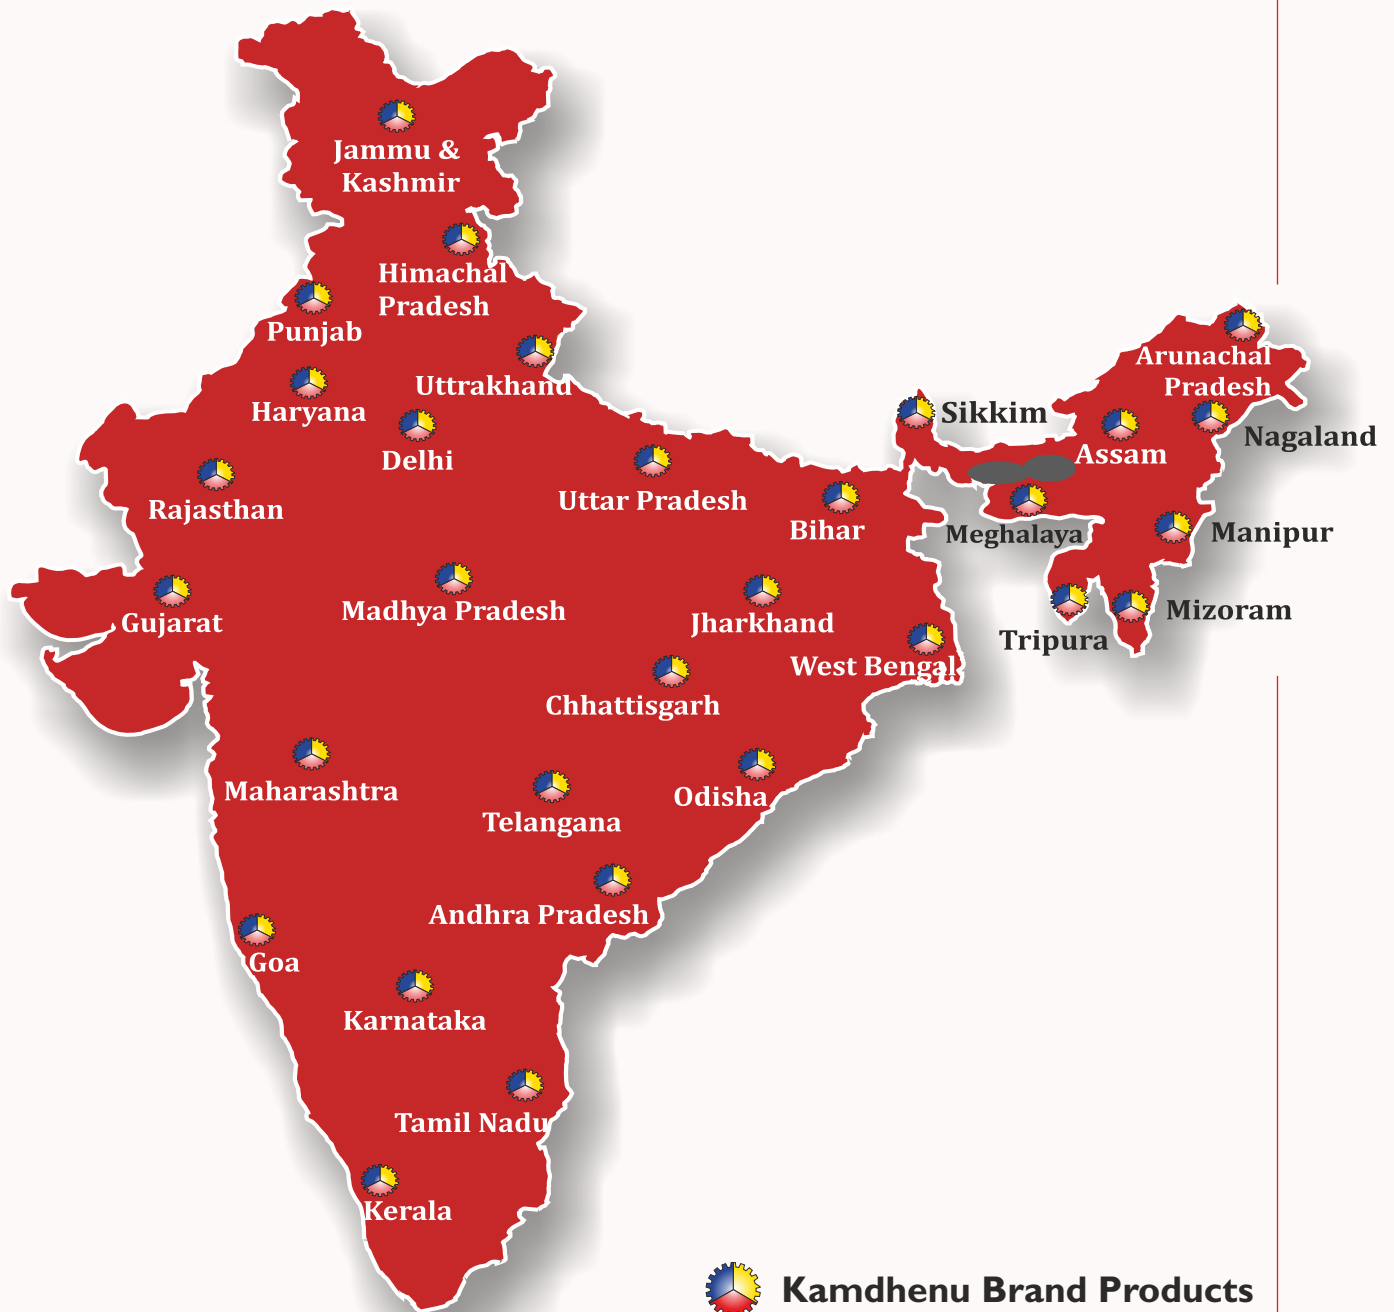 Jammu &
Kashmir
Himachal
Pradesh
Punjab
Uttrakhand
Haryana
Delhi
Rajasthan
Uttar Pradesh
Bihar
Sikkim
Arunachal
Pradesh
Nagaland
Assam
Meghalaya
Manipur
Mizoram
Tripura
Gujarat
Madhya Pradesh
Jharkhand
West Bengal
Chhattisgarh
Maharashtra
Telangana
Odisha
Andhra Pradesh
Goa
Karnataka
Tamil Nadu
Kerala
Kamdhenu Brand Products